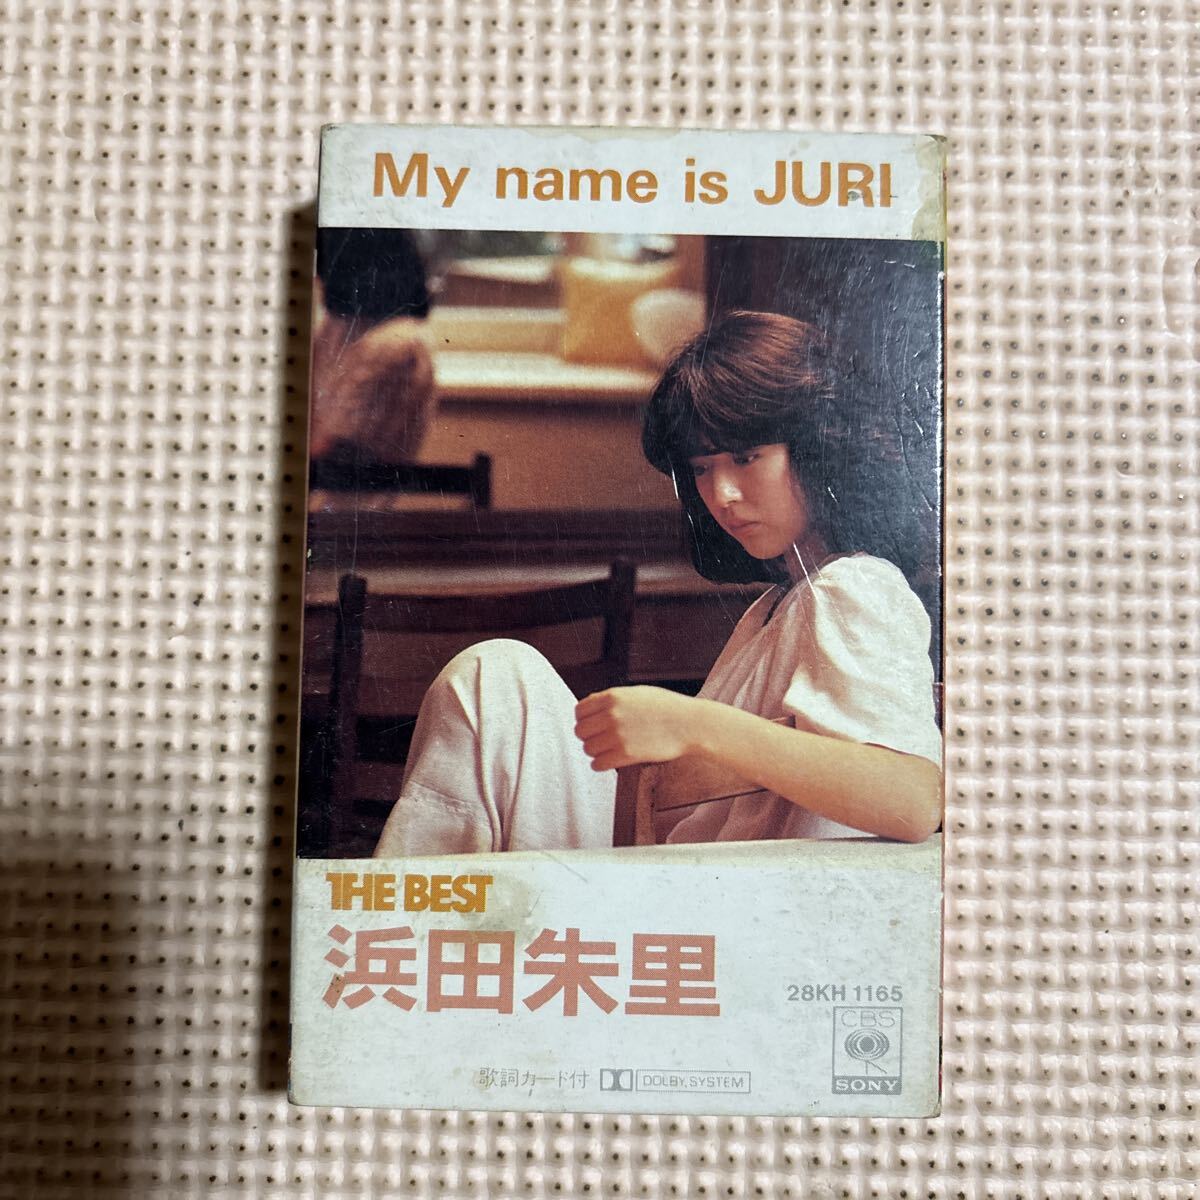 My name is JURI
THE BEST
浜田朱里
28KH 1165
CBS
SONY
歌詞カード付 DOLBY SYSTEM